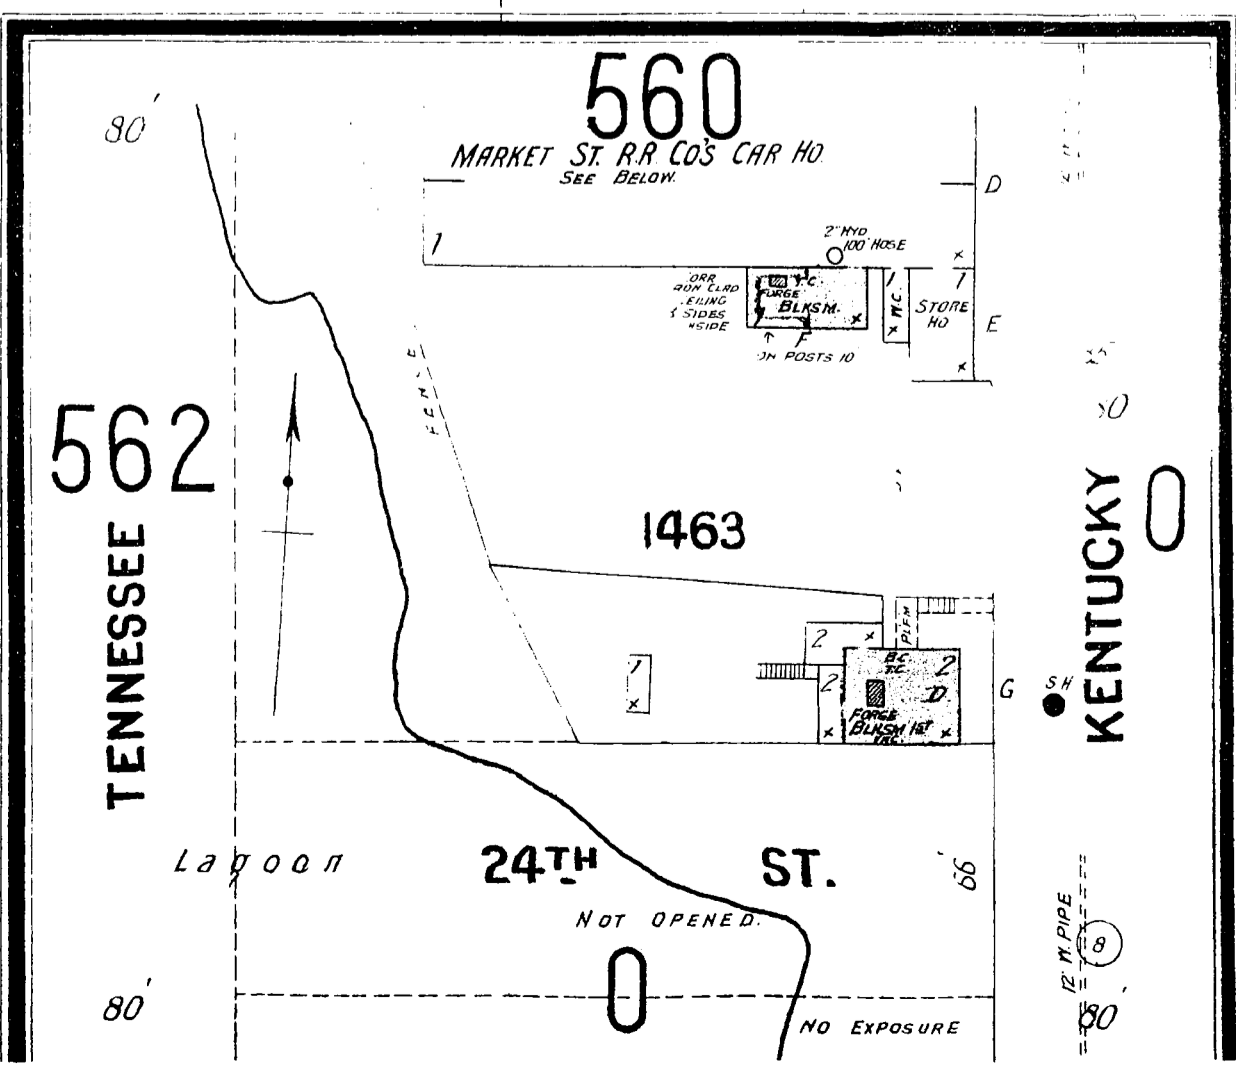 560
80'
MARKET ST. R.R. CO'S CAR HO.
SEE BELOW.
D
1
2" HYD
100' HOSE
x
FORGE
BLKSM.
x
F
ON POSTS 10
1
W.C.
x
1
STORE
HO
x
E
FENCE
562
TENNESSEE
1463
80
KENTUCKY
0
PLFM
2
x
2
x
B.C.
T.C.
2
D
FORGE
BLKSM 1ST
x
1
x
G
SH
Lagoon
24TH ST.
66'
NOT OPENED.
0
12" W. PIPE
8
80'
80'
NO EXPOSURE